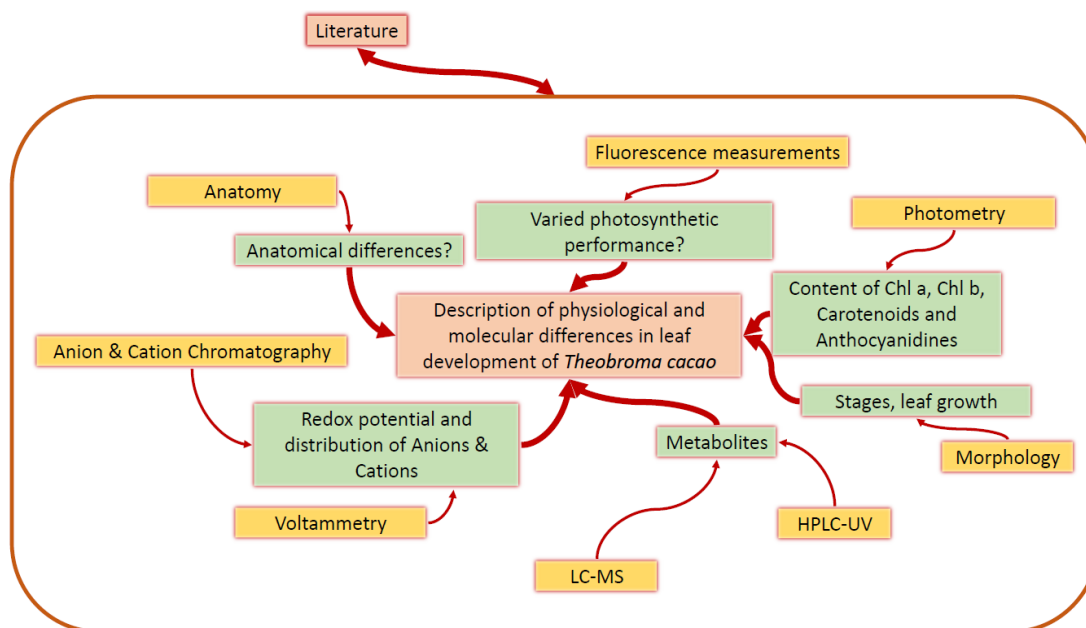 Literature
Fluorescence measurements
Anatomy
Photometry
Varied photosynthetic
performance?
Anatomical differences?
Content of Chl a, Chl b,
Carotenoids and
Anthocyanidines
Description of physiological and
molecular differences in leaf
development of Theobroma cacao
Anion & Cation Chromatography
Stages, leaf growth
Redox potential and
distribution of Anions &
Cations
Metabolites
Morphology
Voltammetry
HPLC-UV
LC-MS